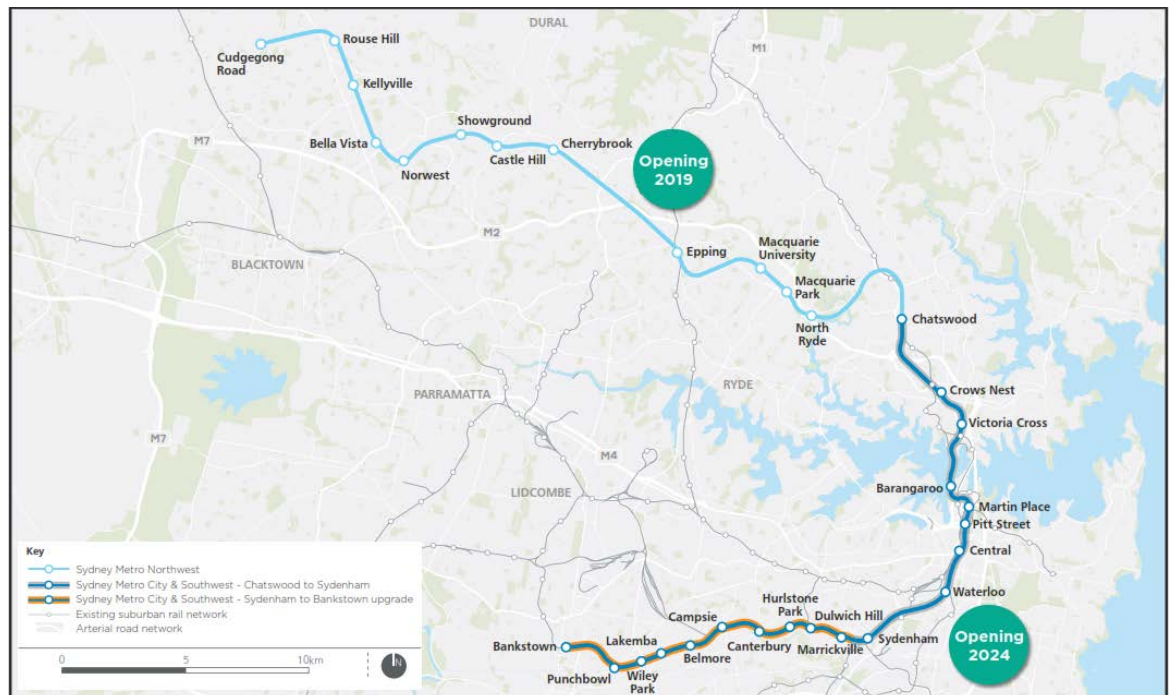 DURAL
M1
Rouse Hill
Cudgegong
Road
Kellyville
Showground
M7
Bella Vista
Cherrybrook
Castle Hill
Norwest
Opening
2019
M2
Epping
Macquarie
University
BLACKTOWN
Macquarie
Park
North
Ryde
Chatswood
RYDE
PARRAMATTA
Crows Nest
Victoria Cross
M7
M4
LIDCOMBE
Barangaroo
Martin Place
Pitt Street
Central
Waterloo
Key
Sydney Metro Northwest
Sydney Metro City & Southwest - Chatswood to Sydenham
Sydney Metro City & Southwest - Sydenham to Bankstown upgrade
Existing suburban rail network
Arterial road network
0 5 10km
N
Hurlstone
Park
Campsie
Dulwich Hill
Lakemba
Bankstown
Sydenham
Canterbury
Belmore
Marrickville
Wiley
Park
Punchbowl
Opening
2024